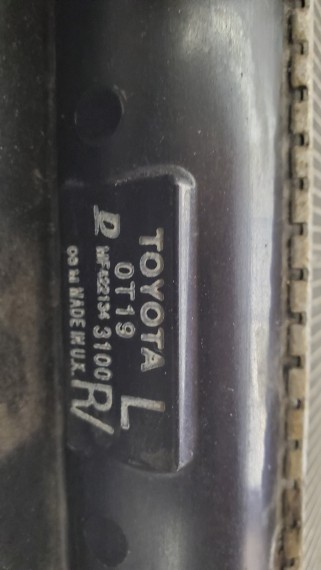 TOYOTA L
0T19
MF422134 3100 R/
MADE IN U.K.